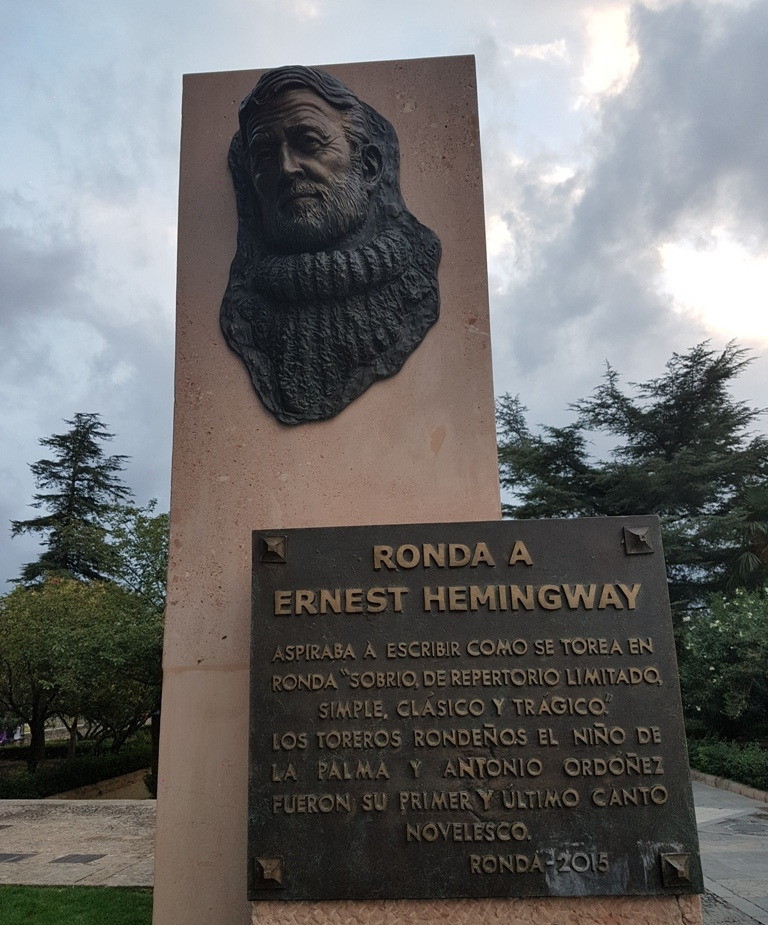 RONDA A
ERNEST HEMINGWAY
ASPIRABA A ESCRIBIR COMO SE TOREA EN
RONDA "SOBRIO, DE REPERTORIO LIMITADO,
SIMPLE, CLÁSICO Y TRÁGICO."
LOS TOREROS RONDEÑOS EL NIÑO DE
LA PALMA Y ANTONIO ORDÓÑEZ
FUERON SU PRIMER Y ÚLTIMO CANTO
NOVELESCO.
RONDA-2015